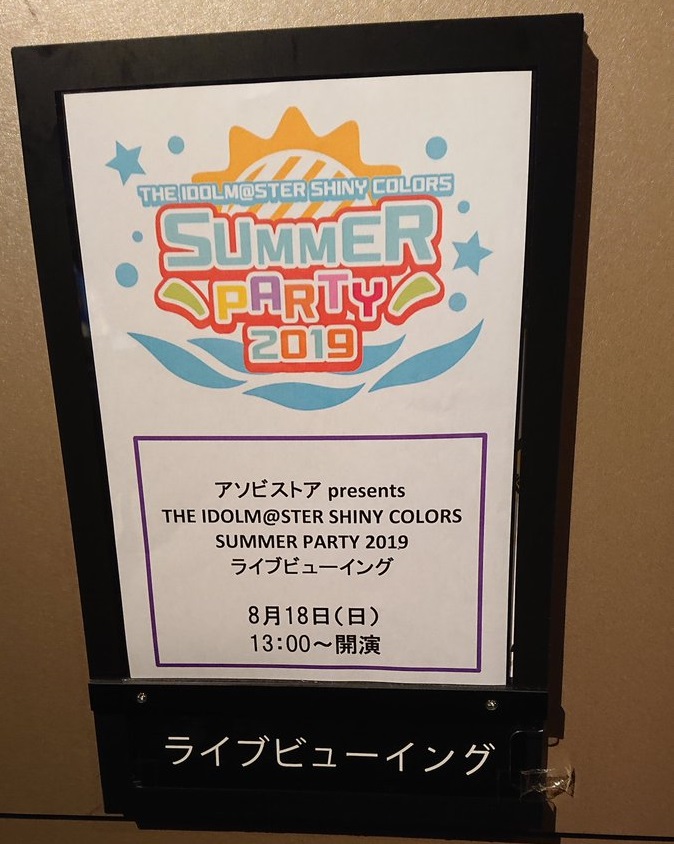 THE IDOLM@STER SHINY COLORS
SUMMER
PARTY
2019
アソビストア presents
THE IDOLM@STER SHINY COLORS
SUMMER PARTY 2019
ライブビューイング
8月18日(日)
13:00～開演
ライブビューイング